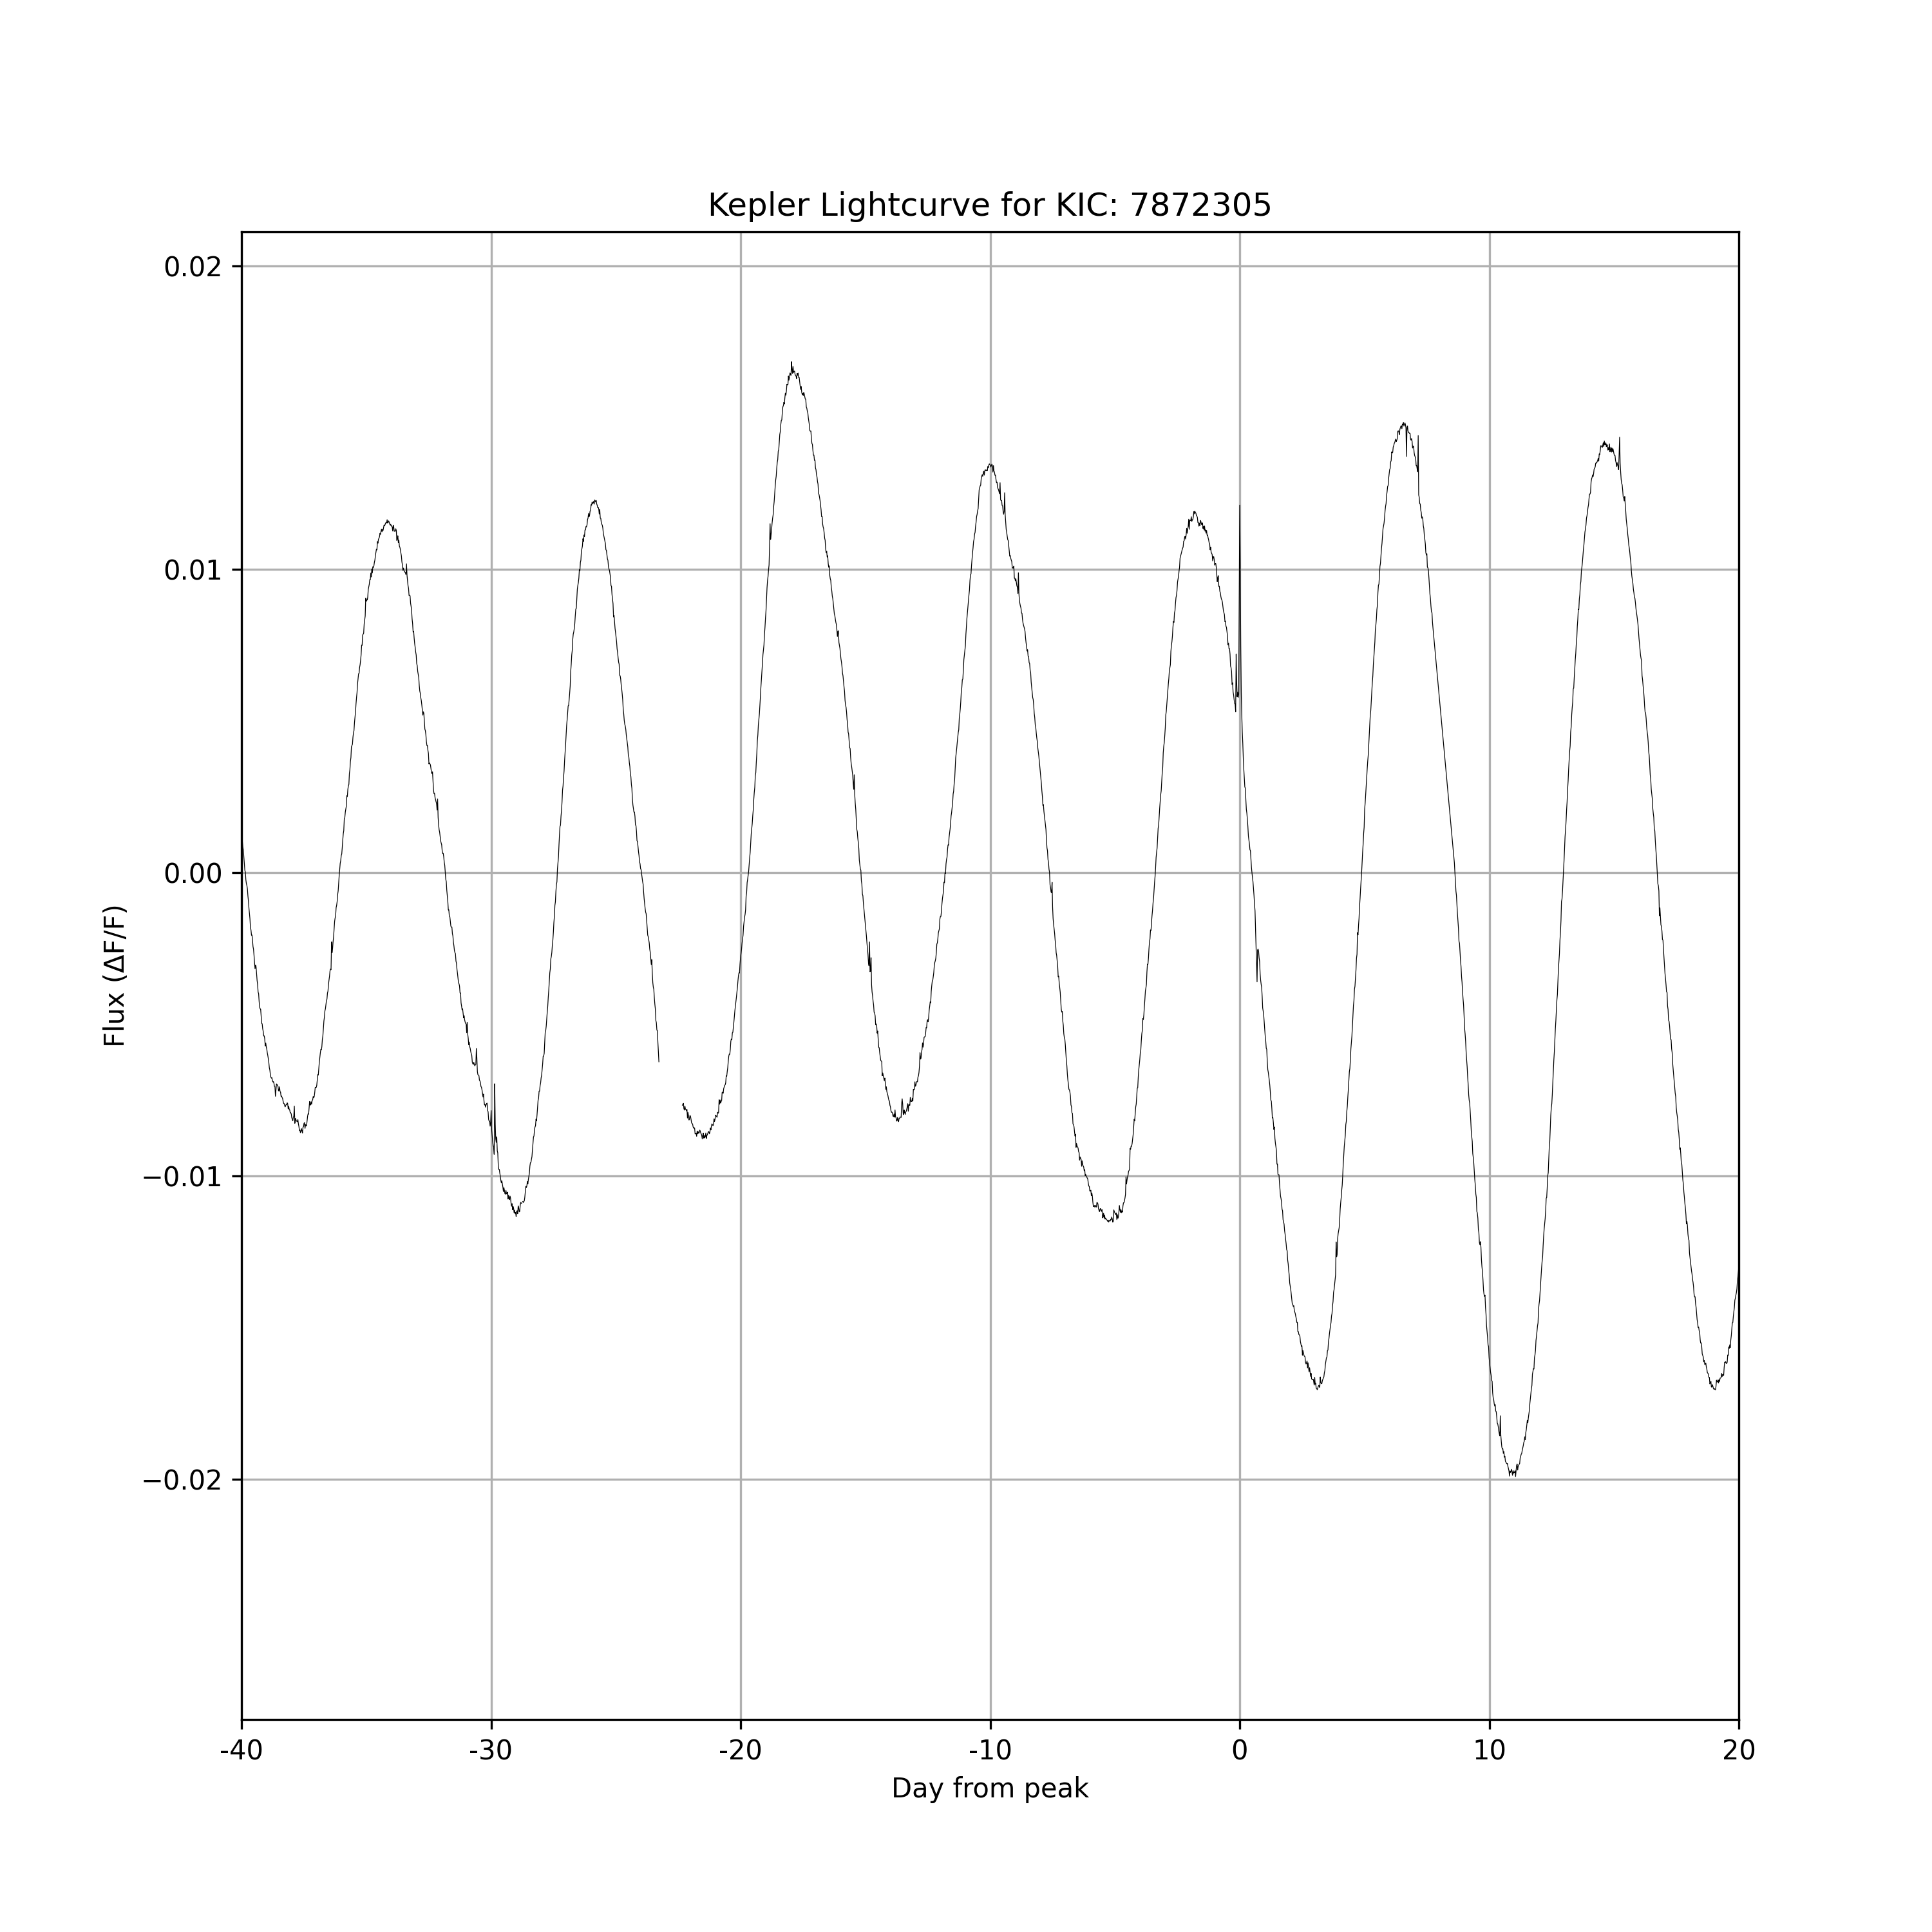 Kepler Lightcurve for KIC: 7872305
0.02
0.01
0.00
−0.01
−0.02
Flux (ΔF/F)
-40 -30 -20 -10 0 10 20
Day from peak